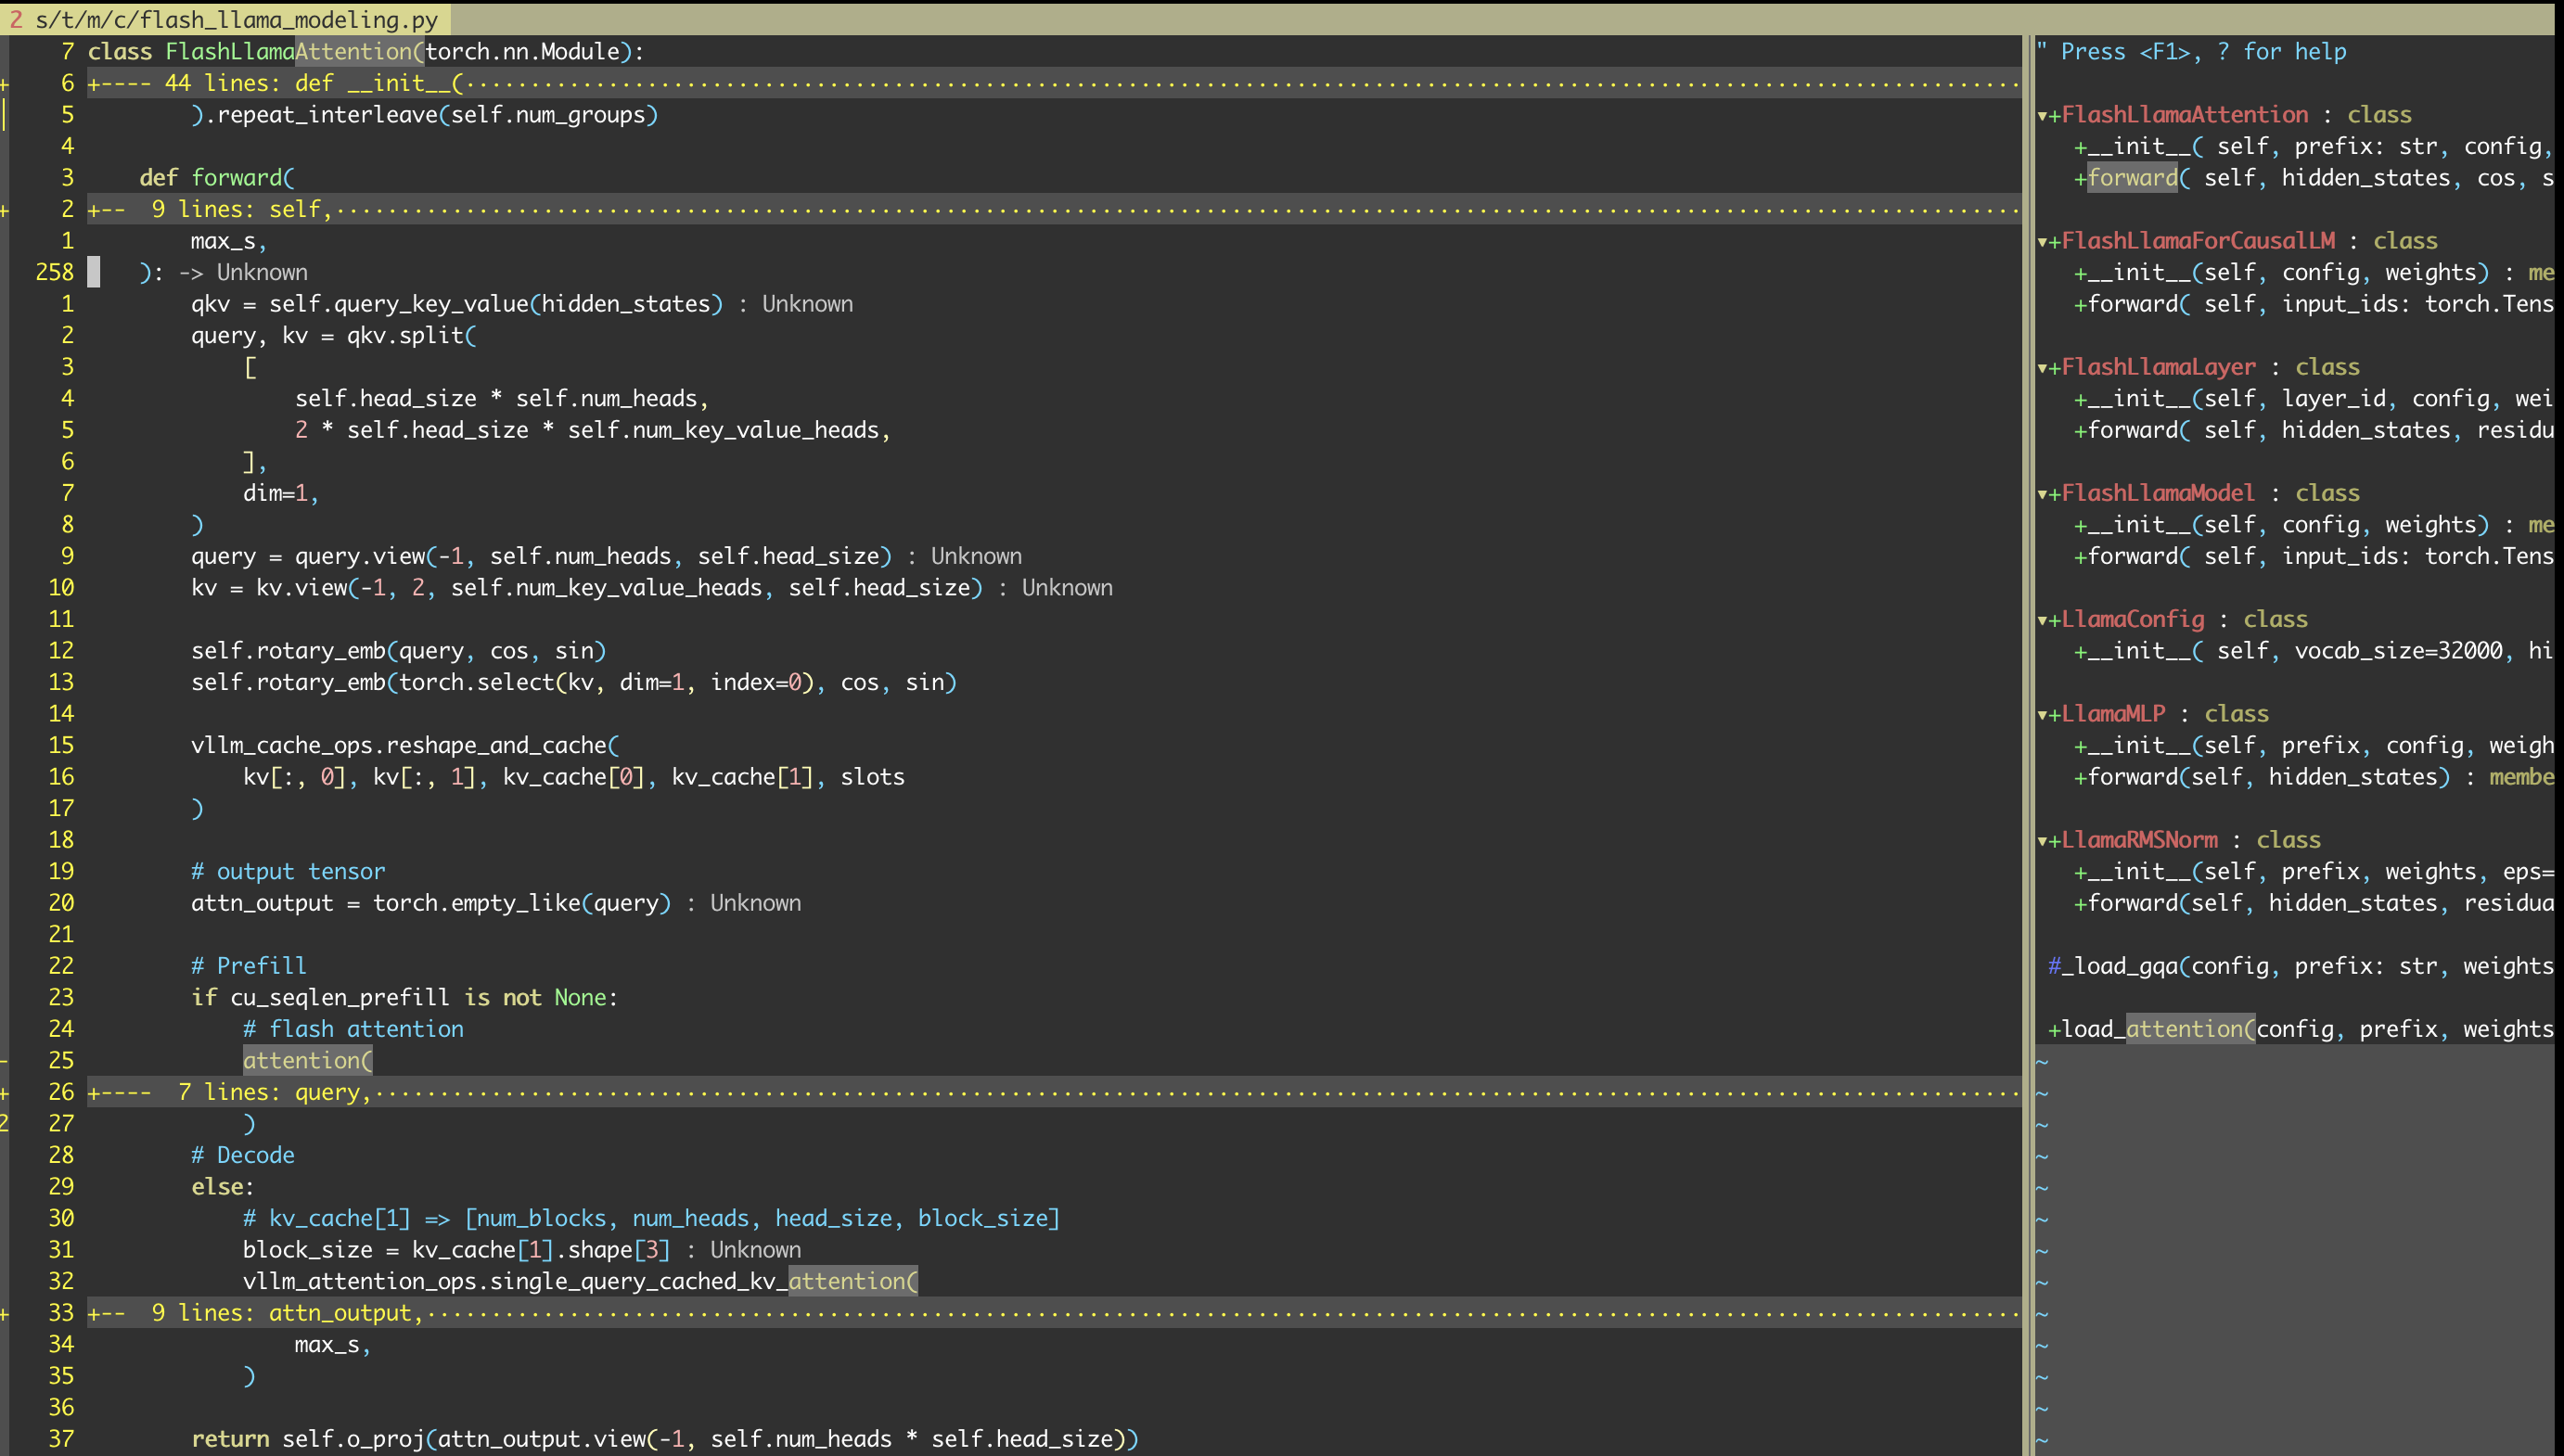 2 s/t/m/c/flash_llama_modeling.py
7 class FlashLlamaAttention(torch.nn.Module):
+ 6 +---- 44 lines: def __init__(
5         ).repeat_interleave(self.num_groups)
4
3     def forward(
+ 2 +--  9 lines: self,
1         max_s,
258     ): -> Unknown
1         qkv = self.query_key_value(hidden_states) : Unknown
2         query, kv = qkv.split(
3             [
4                 self.head_size * self.num_heads,
5                 2 * self.head_size * self.num_key_value_heads,
6             ],
7             dim=1,
8         )
9         query = query.view(-1, self.num_heads, self.head_size) : Unknown
10         kv = kv.view(-1, 2, self.num_key_value_heads, self.head_size) : Unknown
11
12         self.rotary_emb(query, cos, sin)
13         self.rotary_emb(torch.select(kv, dim=1, index=0), cos, sin)
14
15         vllm_cache_ops.reshape_and_cache(
16             kv[:, 0], kv[:, 1], kv_cache[0], kv_cache[1], slots
17         )
18
19         # output tensor
20         attn_output = torch.empty_like(query) : Unknown
21
22         # Prefill
23         if cu_seqlen_prefill is not None:
24             # flash attention
- 25             attention(
+ 26 +----  7 lines: query,
2 27             )
28         # Decode
29         else:
30             # kv_cache[1] => [num_blocks, num_heads, head_size, block_size]
31             block_size = kv_cache[1].shape[3] : Unknown
32             vllm_attention_ops.single_query_cached_kv_attention(
+ 33 +--  9 lines: attn_output,
34                 max_s,
35             )
36
37         return self.o_proj(attn_output.view(-1, self.num_heads * self.head_size))
" Press <F1>, ? for help
▾+FlashLlamaAttention : class
+__init__( self, prefix: str, config,
+forward( self, hidden_states, cos, s
▾+FlashLlamaForCausalLM : class
+__init__(self, config, weights) : me
+forward( self, input_ids: torch.Tens
▾+FlashLlamaLayer : class
+__init__(self, layer_id, config, wei
+forward( self, hidden_states, residu
▾+FlashLlamaModel : class
+__init__(self, config, weights) : me
+forward( self, input_ids: torch.Tens
▾+LlamaConfig : class
+__init__( self, vocab_size=32000, hi
▾+LlamaMLP : class
+__init__(self, prefix, config, weigh
+forward(self, hidden_states) : membe
▾+LlamaRMSNorm : class
+__init__(self, prefix, weights, eps=
+forward(self, hidden_states, residua
#_load_gqa(config, prefix: str, weights
+load_attention(config, prefix, weights
~
~
~
~
~
~
~
~
~
~
~
~
~